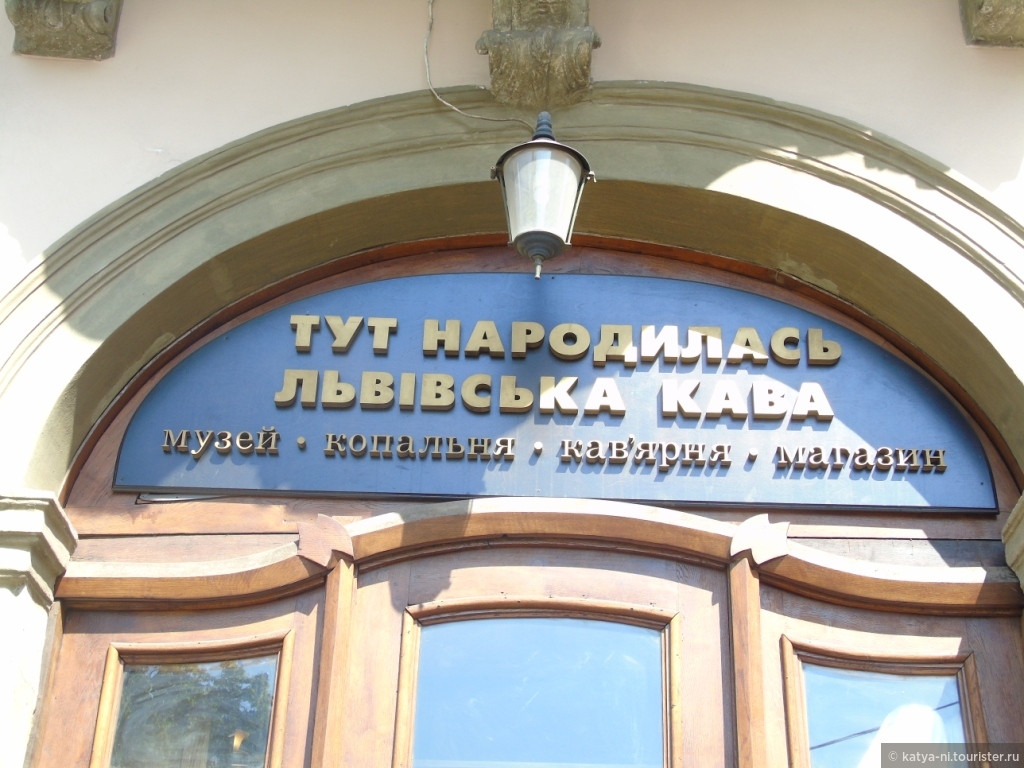 ТУТ НАРОДИЛАСЬ
ЛЬВІВСЬКА КАВА
музей • копальня • кав'ярня • магазин
© katya-ni.tourister.ru